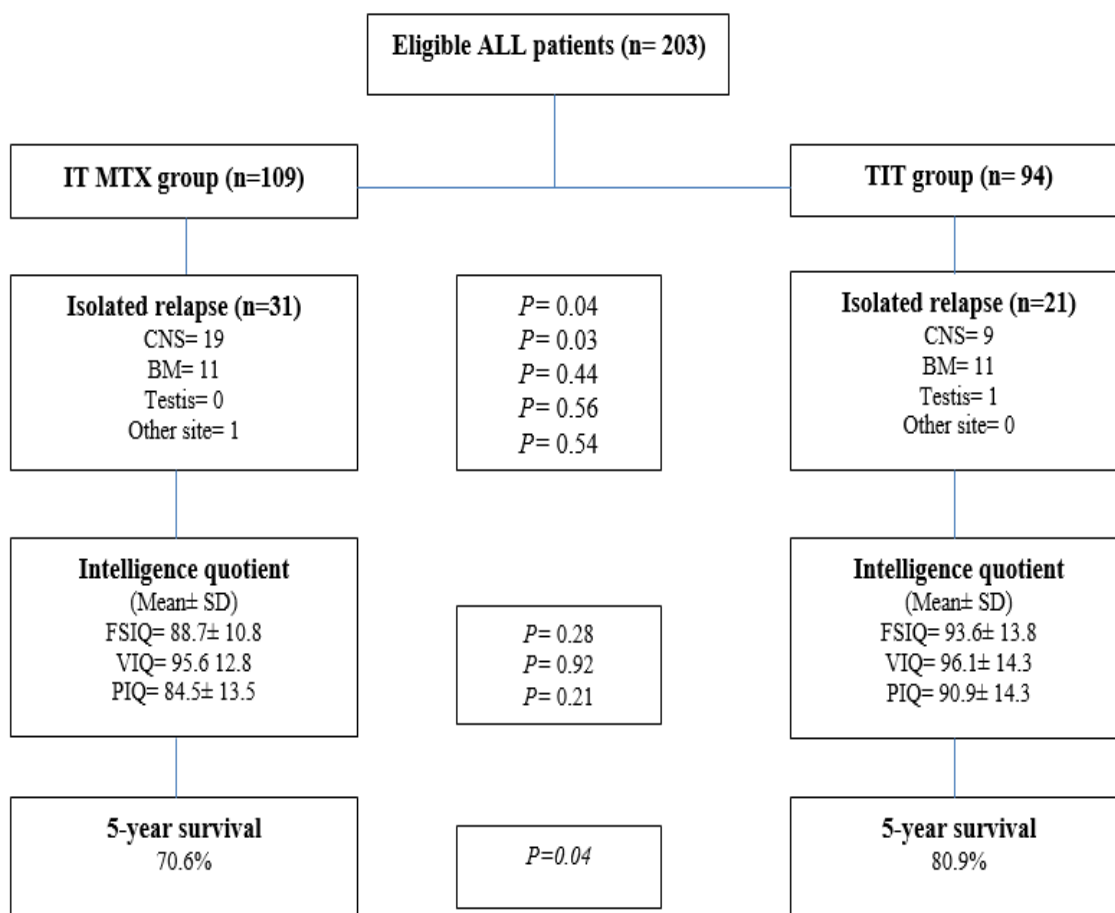 Eligible ALL patients (n= 203)
IT MTX group (n=109)
TIT group (n= 94)
Isolated relapse (n=31)
CNS= 19
BM= 11
Testis= 0
Other site= 1
P= 0.04
P= 0.03
P= 0.44
P= 0.56
P= 0.54
Isolated relapse (n=21)
CNS= 9
BM= 11
Testis= 1
Other site= 0
Intelligence quotient
(Mean± SD)
FSIQ= 88.7± 10.8
VIQ= 95.6 12.8
PIQ= 84.5± 13.5
P= 0.28
P= 0.92
P= 0.21
Intelligence quotient
(Mean± SD)
FSIQ= 93.6± 13.8
VIQ= 96.1± 14.3
PIQ= 90.9± 14.3
5-year survival
70.6%
P=0.04
5-year survival
80.9%